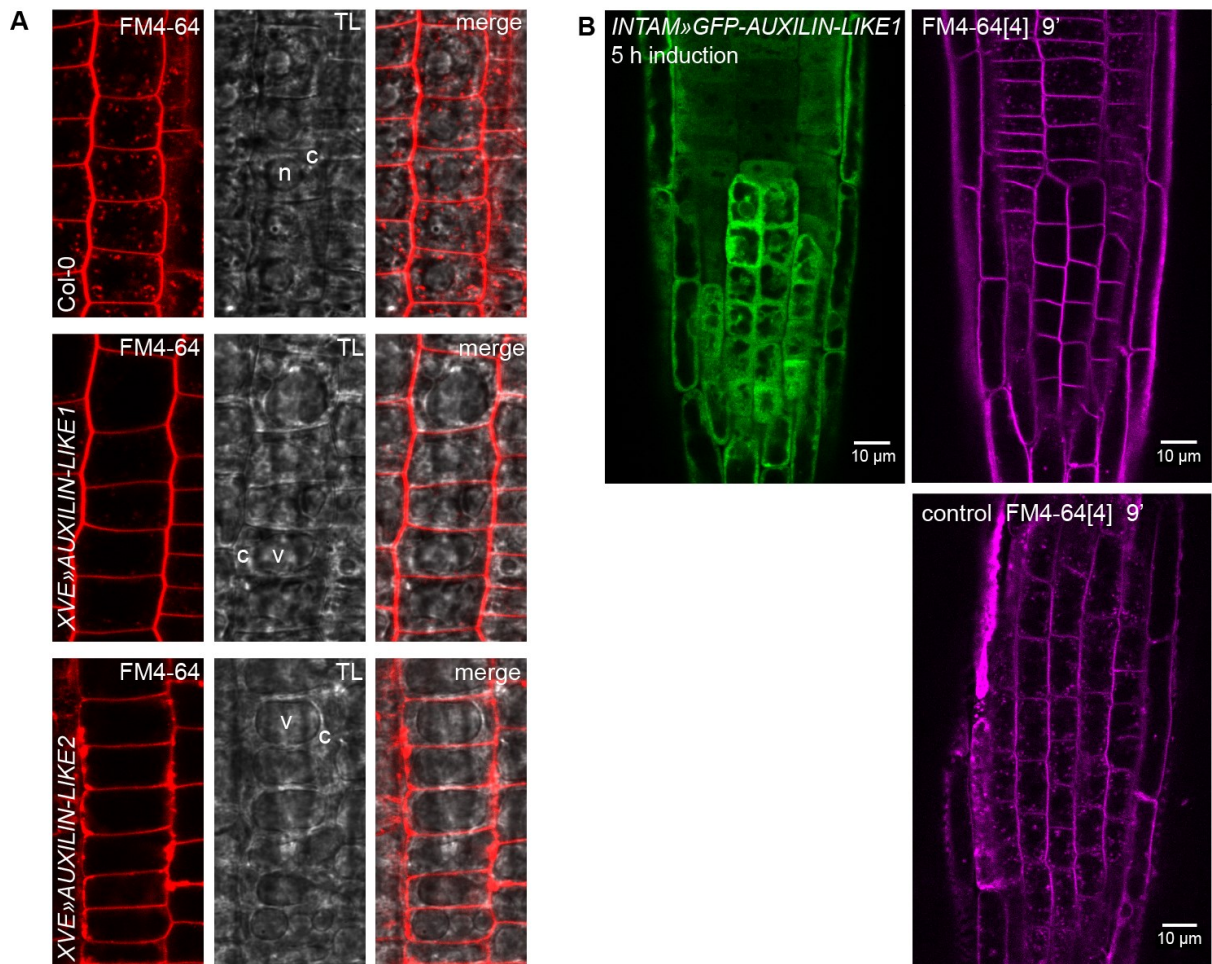 A
FM4-64
TL
merge
Col-0
n
c
FM4-64
TL
merge
XVE»AUXILIN-LIKE1
c
v
FM4-64
TL
merge
XVE»AUXILIN-LIKE2
v
c
B
INTAM»GFP-AUXILIN-LIKE1
5 h induction
10 µm
FM4-64[4] 9’
10 µm
control FM4-64[4] 9’
10 µm